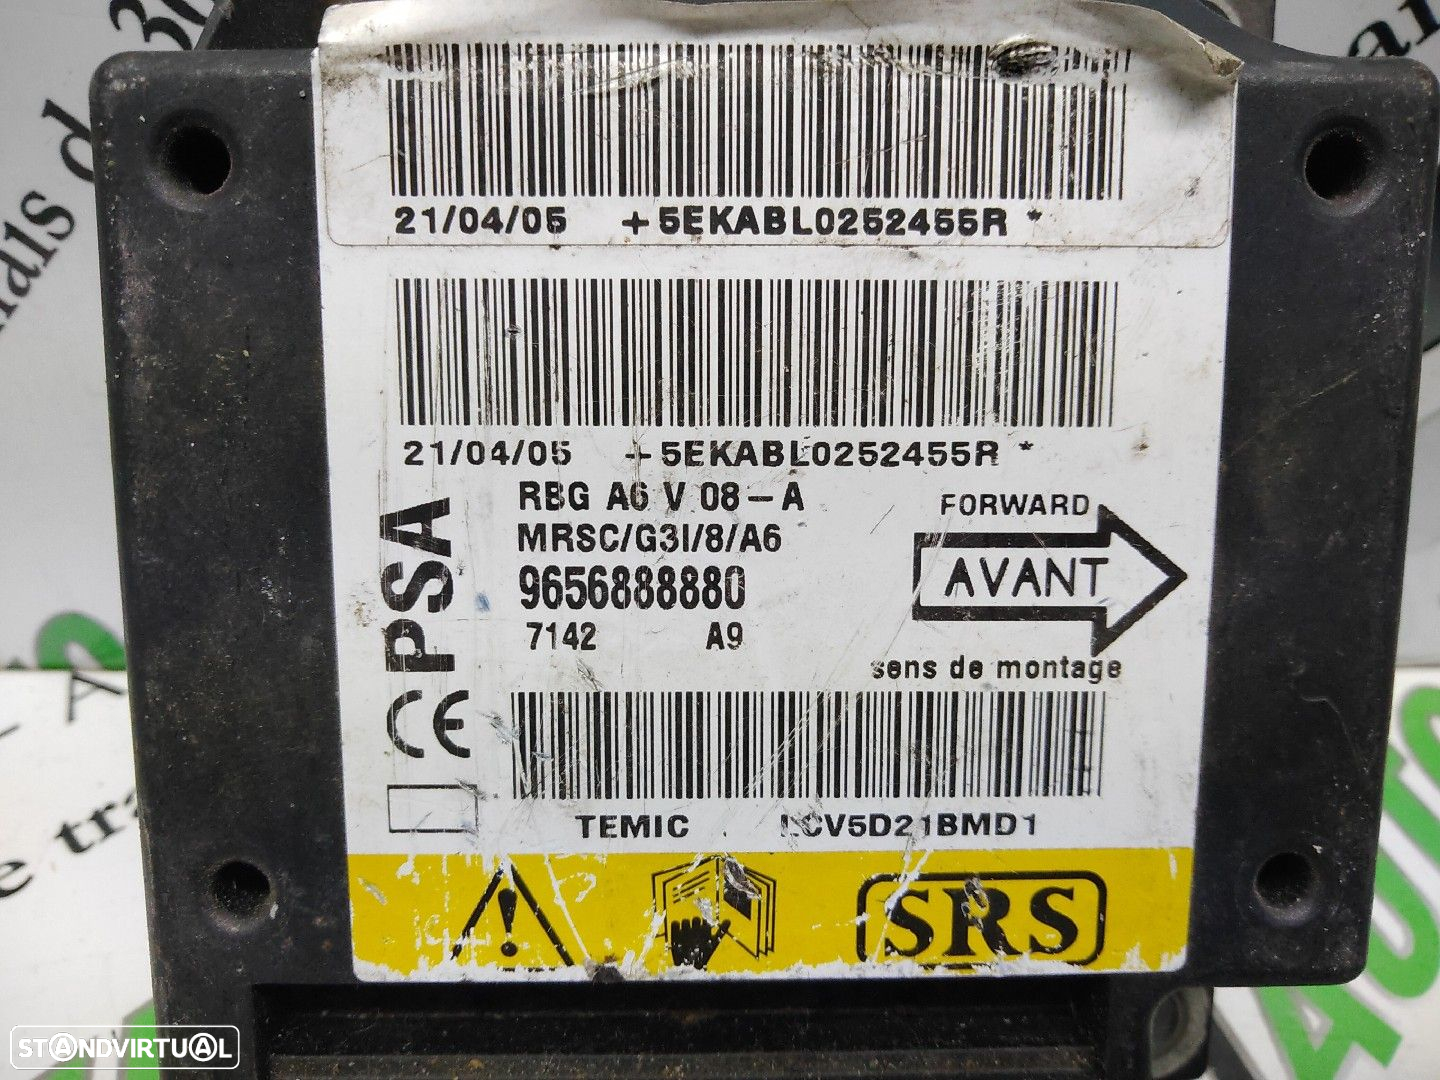 21/04/05 +5EKABL0252455R *
21/04/05 +5EKABL0252455R *
RBG A6 V 08-A
MRSC/G3I/8/A6
9656888880
7142 A9
PSA
CE
FORWARD
AVANT
sens de montage
TEMIC LCV5D21BMD1
SRS
STANDVIRTUAL